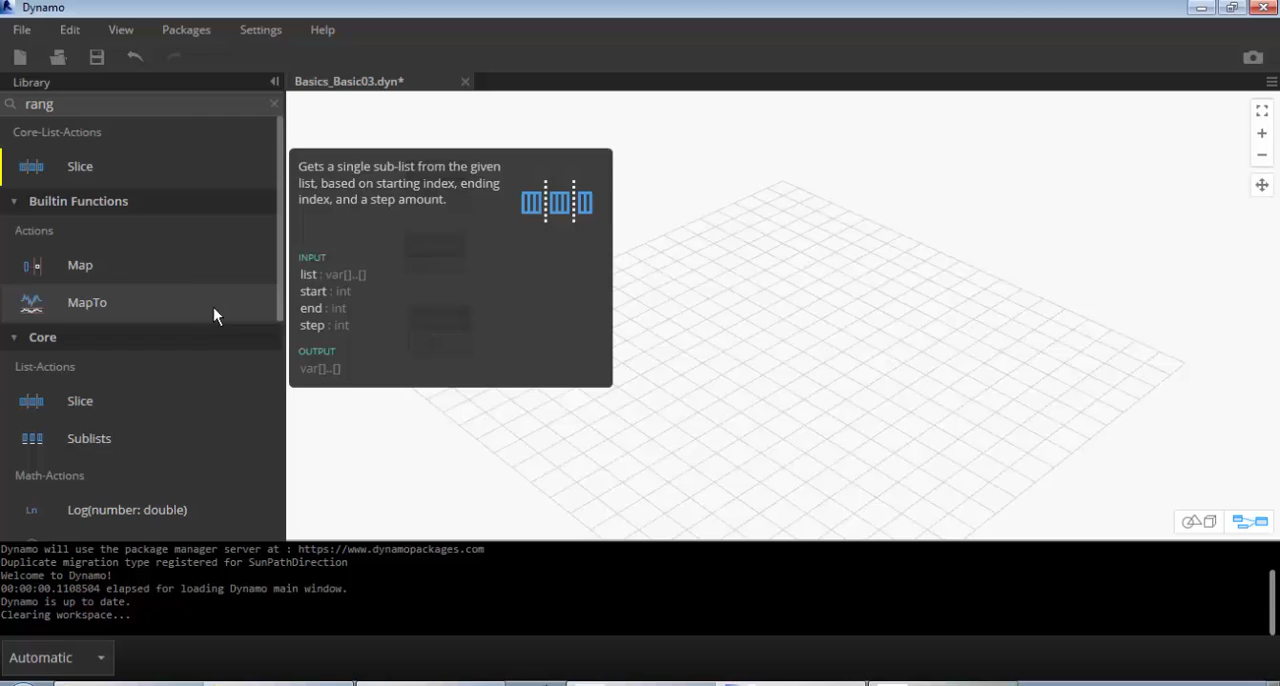 Dynamo
File Edit View Packages Settings Help
Library
Basics_Basic03.dyn*
rang
Core-List-Actions
Slice
Builtin Functions
Actions
Map
MapTo
Core
List-Actions
Slice
Sublists
Math-Actions
Ln Log(number: double)
Gets a single sub-list from the given
list, based on starting index, ending
index, and a step amount.
INPUT
list : var[]..[]
start : int
end : int
step : int
OUTPUT
var[]..[]
Dynamo will use the package manager server at : https://www.dynamopackages.com
Duplicate migration type registered for SunPathDirection
Welcome to Dynamo!
00:00:00.1108504 elapsed for loading Dynamo main window.
Dynamo is up to date.
Clearing workspace...
Automatic